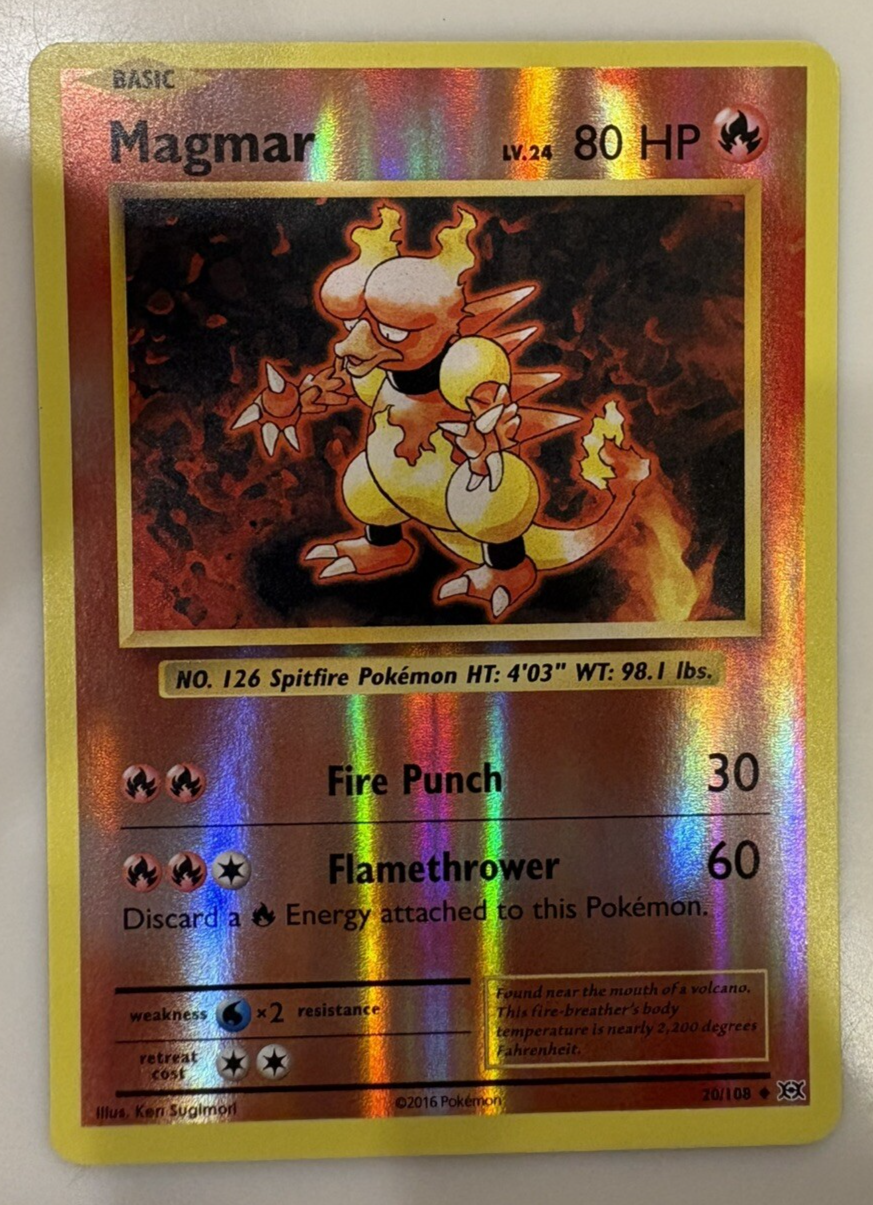 BASIC
Magmar LV.24 80 HP
NO. 126 Spitfire Pokémon HT: 4'03" WT: 98.1 lbs.
Fire Punch 30
Flamethrower 60
Discard a Energy attached to this Pokémon.
weakness ×2 resistance
retreat
cost
Found near the mouth of a volcano.
This fire-breather's body
temperature is nearly 2,200 degrees
Fahrenheit.
Illus. Ken Sugimori ©2016 Pokémon 20/108